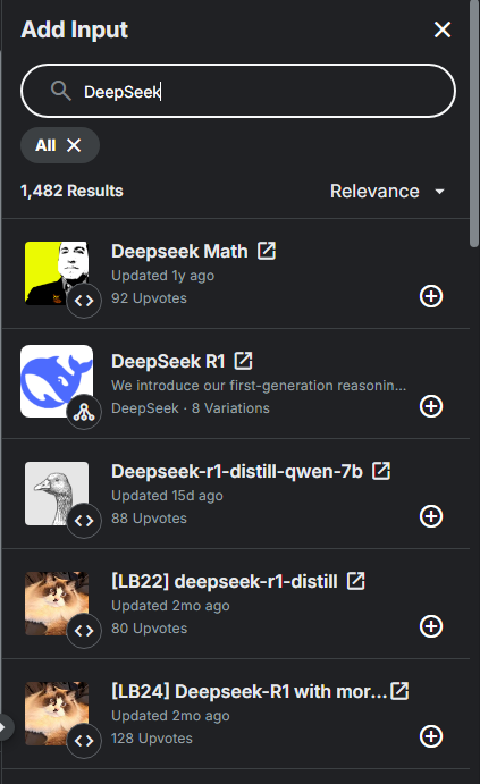 Add Input
DeepSeek
All
1,482 Results
Relevance
Deepseek Math
Updated 1y ago
92 Upvotes
DeepSeek R1
We introduce our first-generation reasonin...
DeepSeek · 8 Variations
Deepseek-r1-distill-qwen-7b
Updated 15d ago
88 Upvotes
[LB22] deepseek-r1-distill
Updated 2mo ago
80 Upvotes
[LB24] Deepseek-R1 with mor...
Updated 2mo ago
128 Upvotes